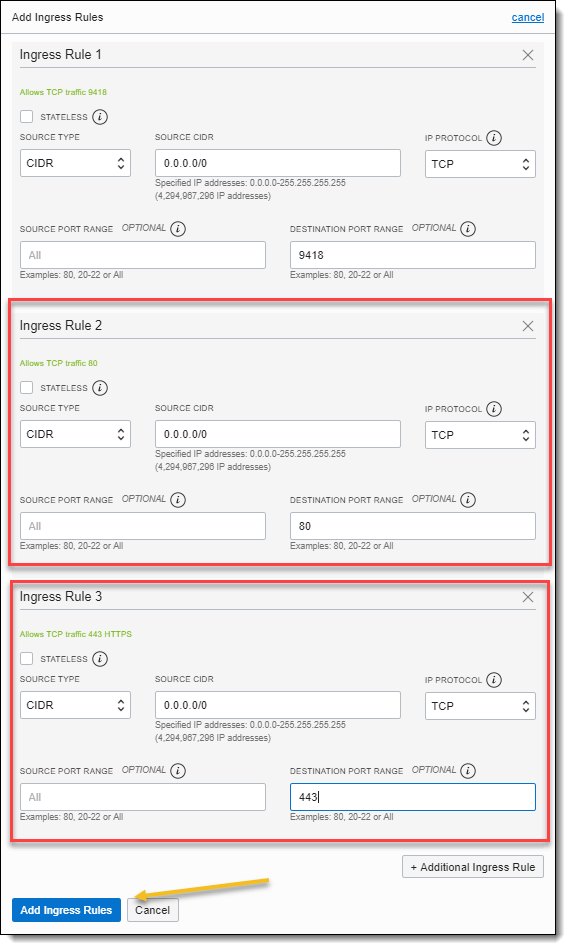 Add Ingress Rules cancel
Ingress Rule 1
Allows TCP traffic 9418
STATELESS i
SOURCE TYPE SOURCE CIDR IP PROTOCOL i
CIDR 0.0.0.0/0 TCP
Specified IP addresses: 0.0.0.0-255.255.255.255
(4,294,967,296 IP addresses)
SOURCE PORT RANGE OPTIONAL i DESTINATION PORT RANGE OPTIONAL i
All 9418
Examples: 80, 20-22 or All Examples: 80, 20-22 or All
Ingress Rule 2
Allows TCP traffic 80
STATELESS i
SOURCE TYPE SOURCE CIDR IP PROTOCOL i
CIDR 0.0.0.0/0 TCP
Specified IP addresses: 0.0.0.0-255.255.255.255
(4,294,967,296 IP addresses)
SOURCE PORT RANGE OPTIONAL i DESTINATION PORT RANGE OPTIONAL i
All 80
Examples: 80, 20-22 or All Examples: 80, 20-22 or All
Ingress Rule 3
Allows TCP traffic 443 HTTPS
STATELESS i
SOURCE TYPE SOURCE CIDR IP PROTOCOL i
CIDR 0.0.0.0/0 TCP
Specified IP addresses: 0.0.0.0-255.255.255.255
(4,294,967,296 IP addresses)
SOURCE PORT RANGE OPTIONAL i DESTINATION PORT RANGE OPTIONAL i
All 443
Examples: 80, 20-22 or All Examples: 80, 20-22 or All
+ Additional Ingress Rule
Add Ingress Rules Cancel